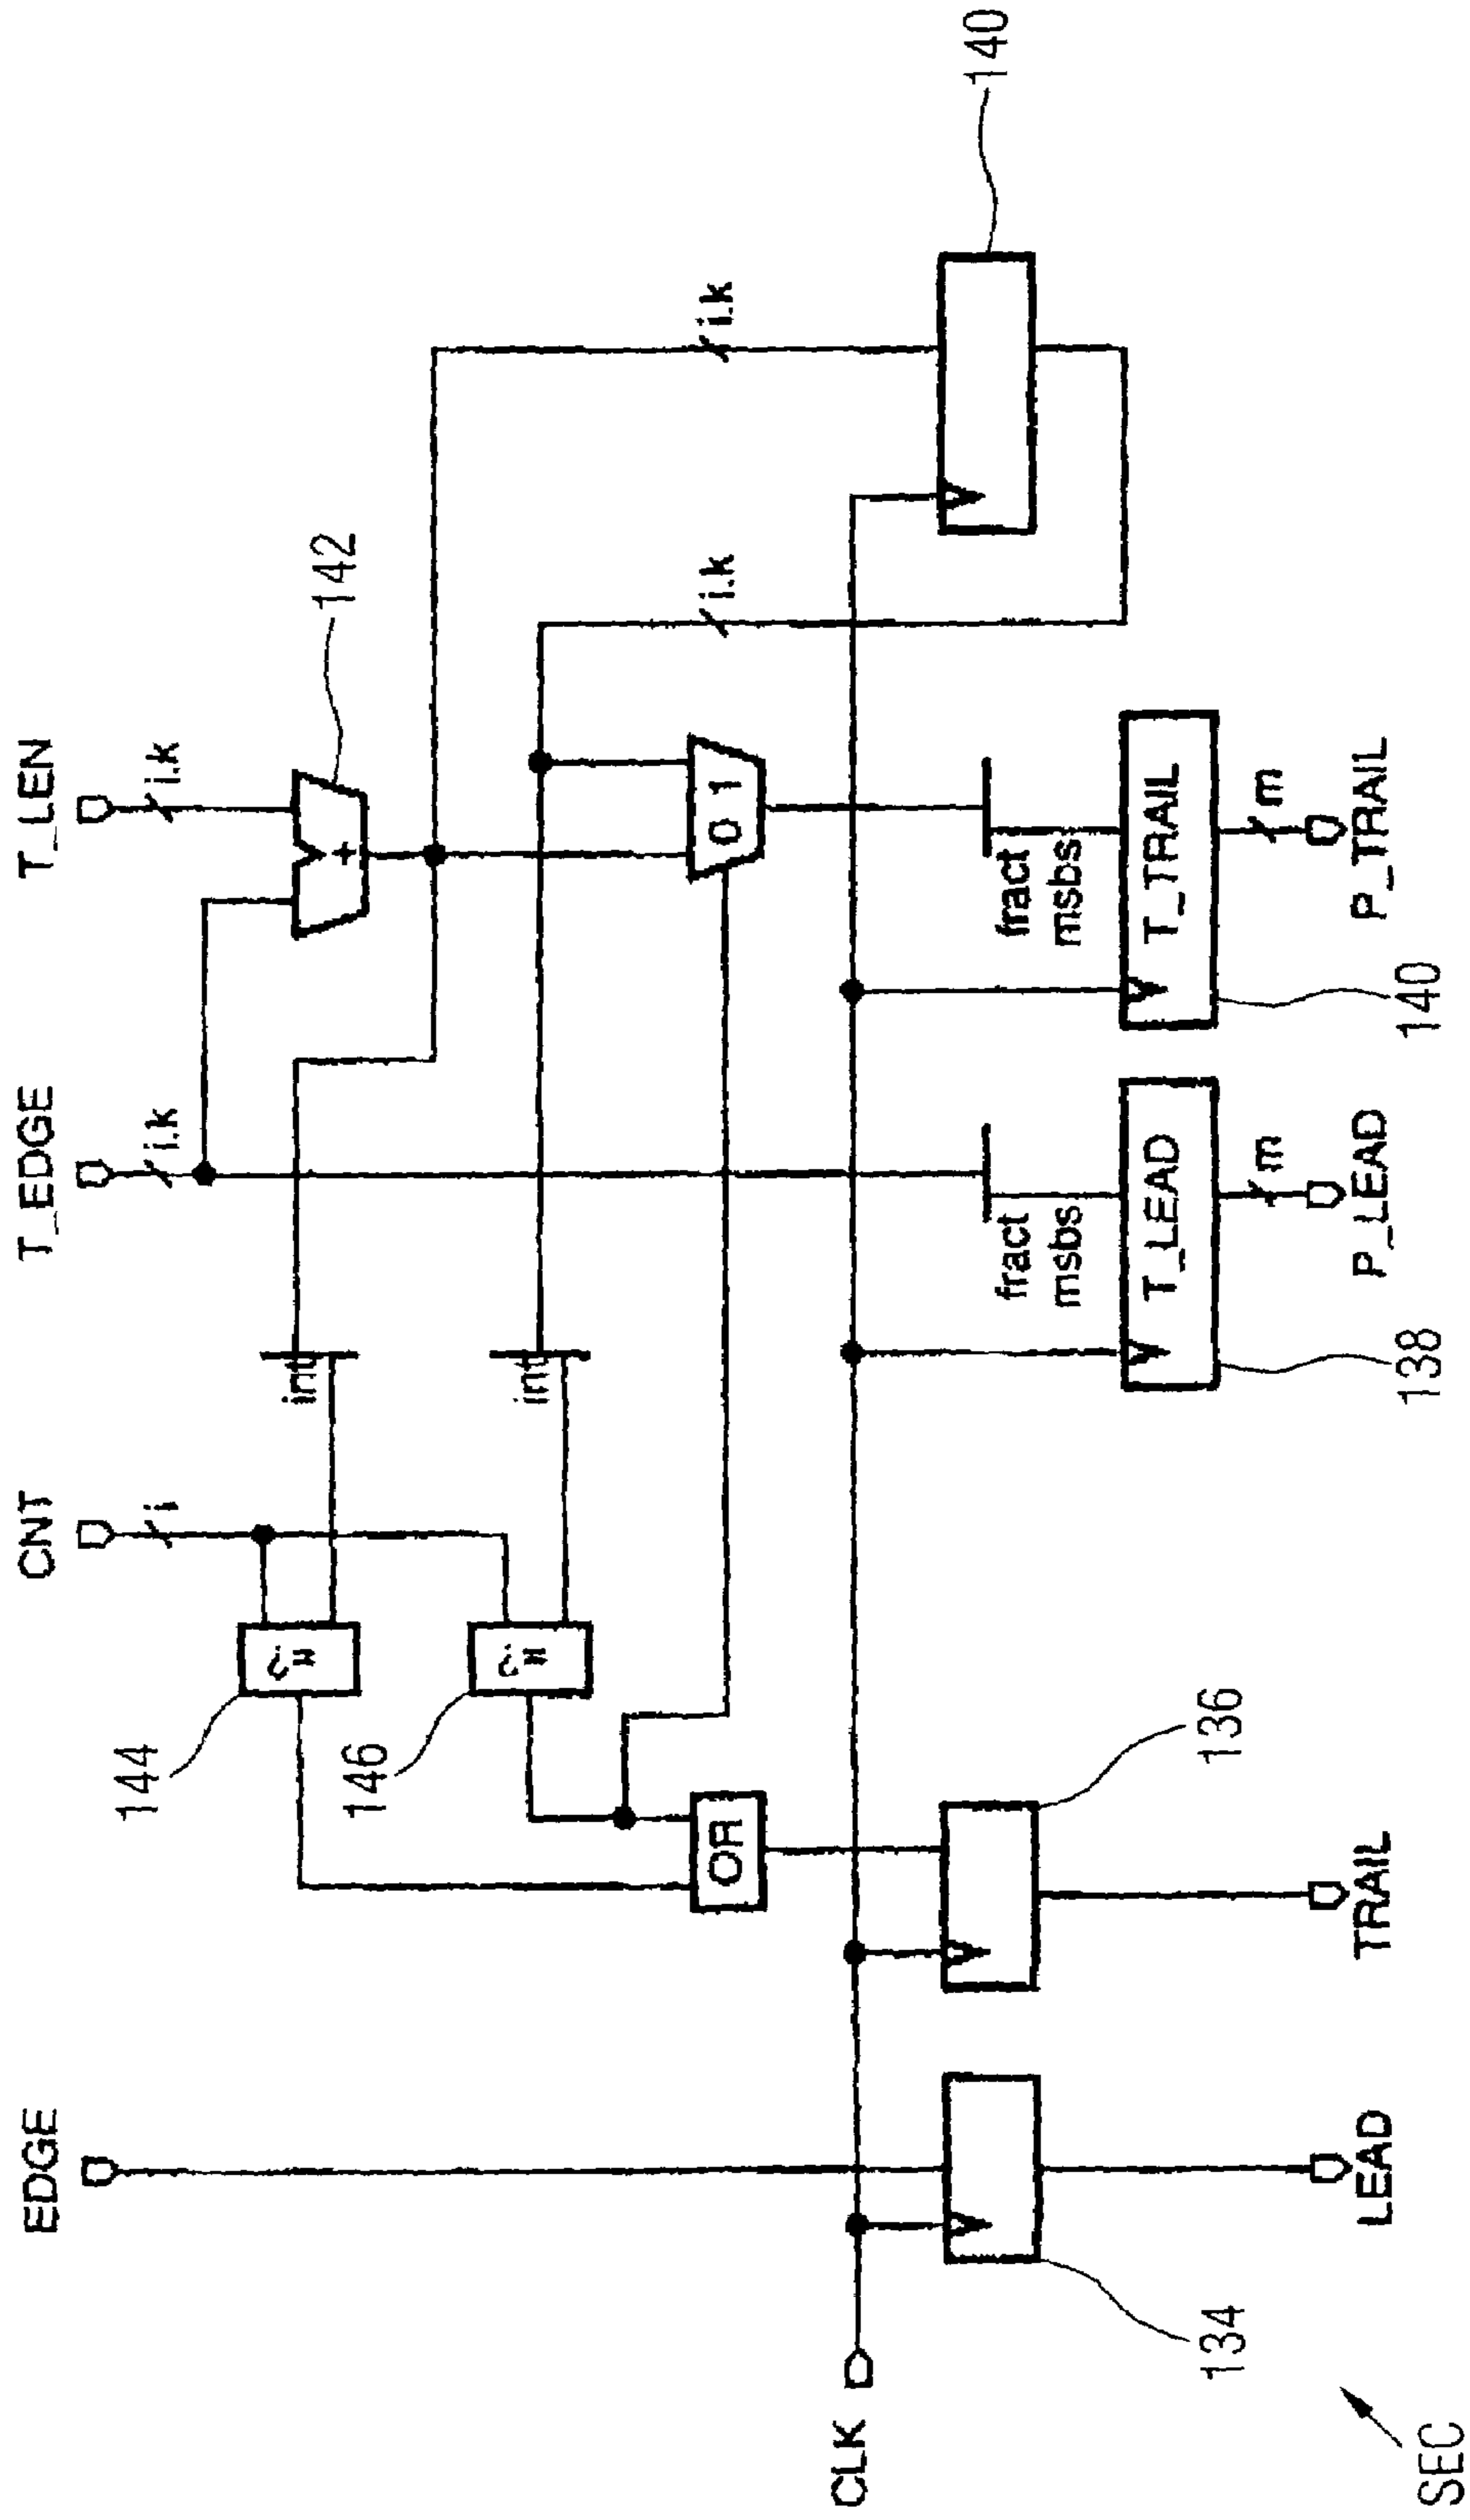 EDGE
CNT
T_EDGE
T_LEN
i
i.k
i.k
144
=?
int
+
142
146
=?
int
OR
0 1
i.k
i.k
CLK
140
fract
msbs
fract
msbs
T_LEAD
T_TRAIL
134
136
m
m
LEAD
TRAIL
P_LEAD
P_TRAIL
138
140
SEC